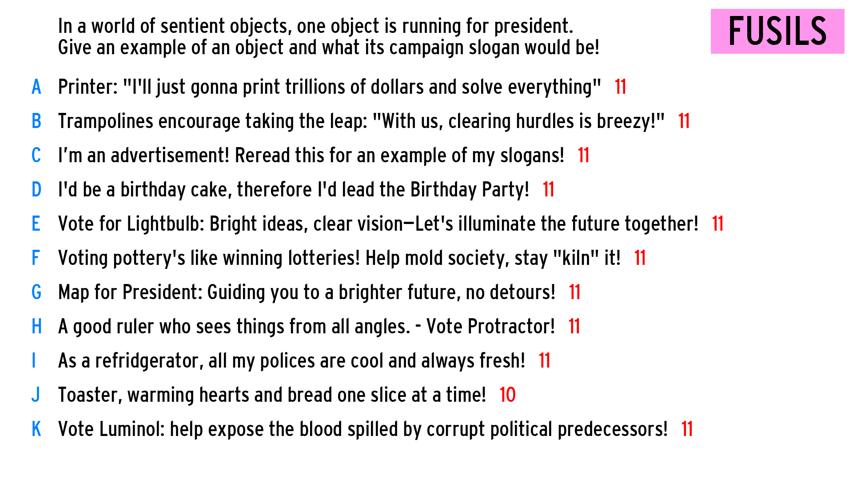 In a world of sentient objects, one object is running for president.
Give an example of an object and what its campaign slogan would be!
FUSILS
A Printer: "I'll just gonna print trillions of dollars and solve everything" 11
B Trampolines encourage taking the leap: "With us, clearing hurdles is breezy!" 11
C I'm an advertisement! Reread this for an example of my slogans! 11
D I'd be a birthday cake, therefore I'd lead the Birthday Party! 11
E Vote for Lightbulb: Bright ideas, clear vision—Let's illuminate the future together! 11
F Voting pottery's like winning lotteries! Help mold society, stay "kiln" it! 11
G Map for President: Guiding you to a brighter future, no detours! 11
H A good ruler who sees things from all angles. - Vote Protractor! 11
I As a refridgerator, all my polices are cool and always fresh! 11
J Toaster, warming hearts and bread one slice at a time! 10
K Vote Luminol: help expose the blood spilled by corrupt political predecessors! 11